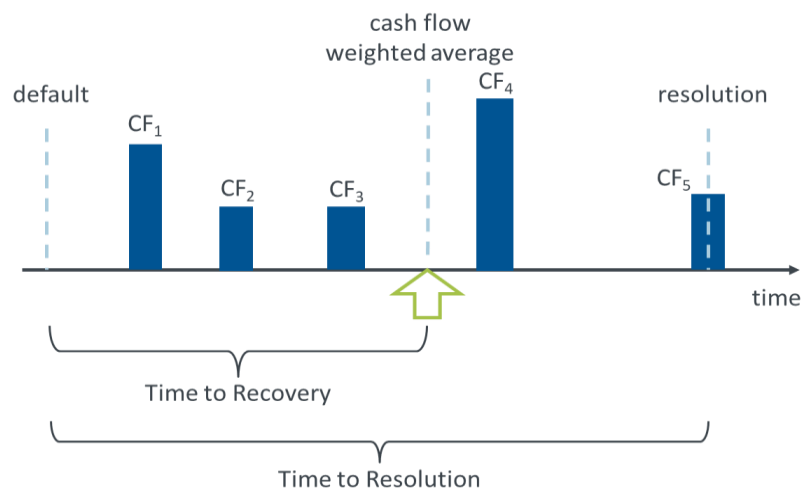 cash flow
weighted average
default
CF₄
resolution
CF₁
CF₂
CF₃
CF₅
time
Time to Recovery
Time to Resolution